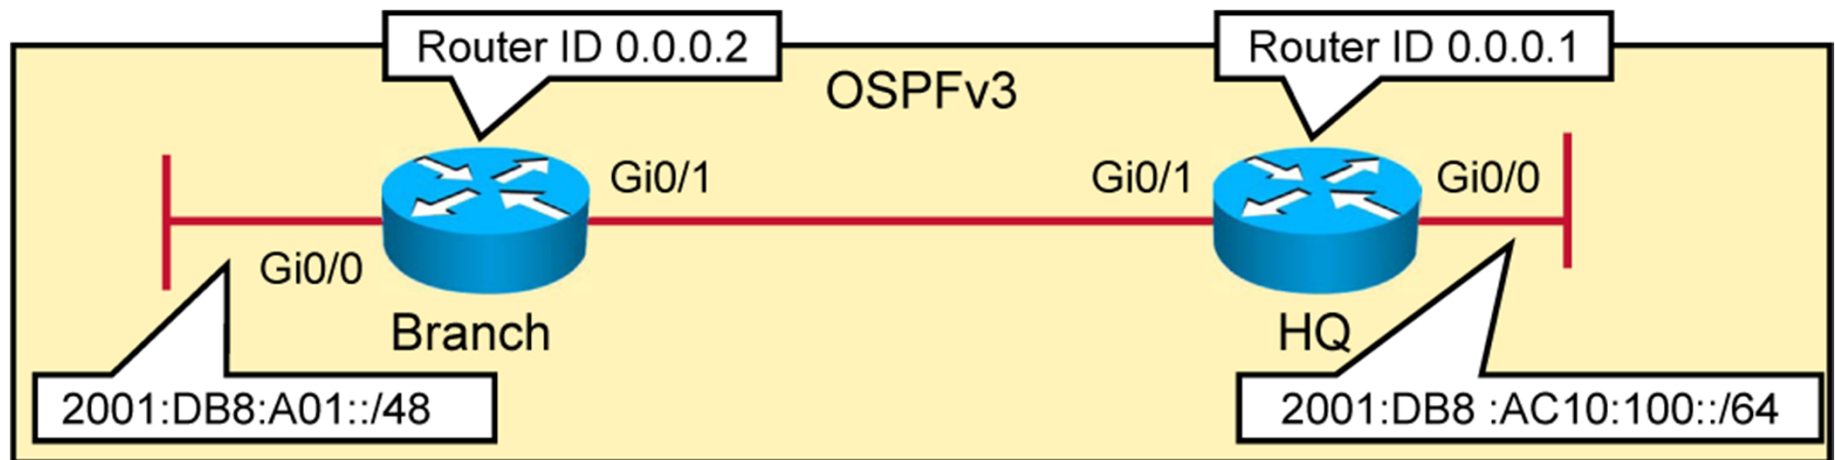 Router ID 0.0.0.2
Router ID 0.0.0.1
OSPFv3
Gi0/1
Gi0/1
Gi0/0
Gi0/0
Branch
HQ
2001:DB8:A01::/48
2001:DB8 :AC10:100::/64